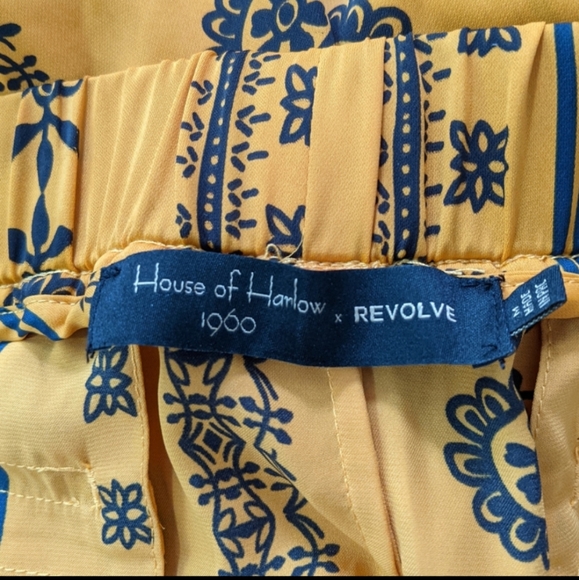 House of Harlow
1960
x REVOLVE
M